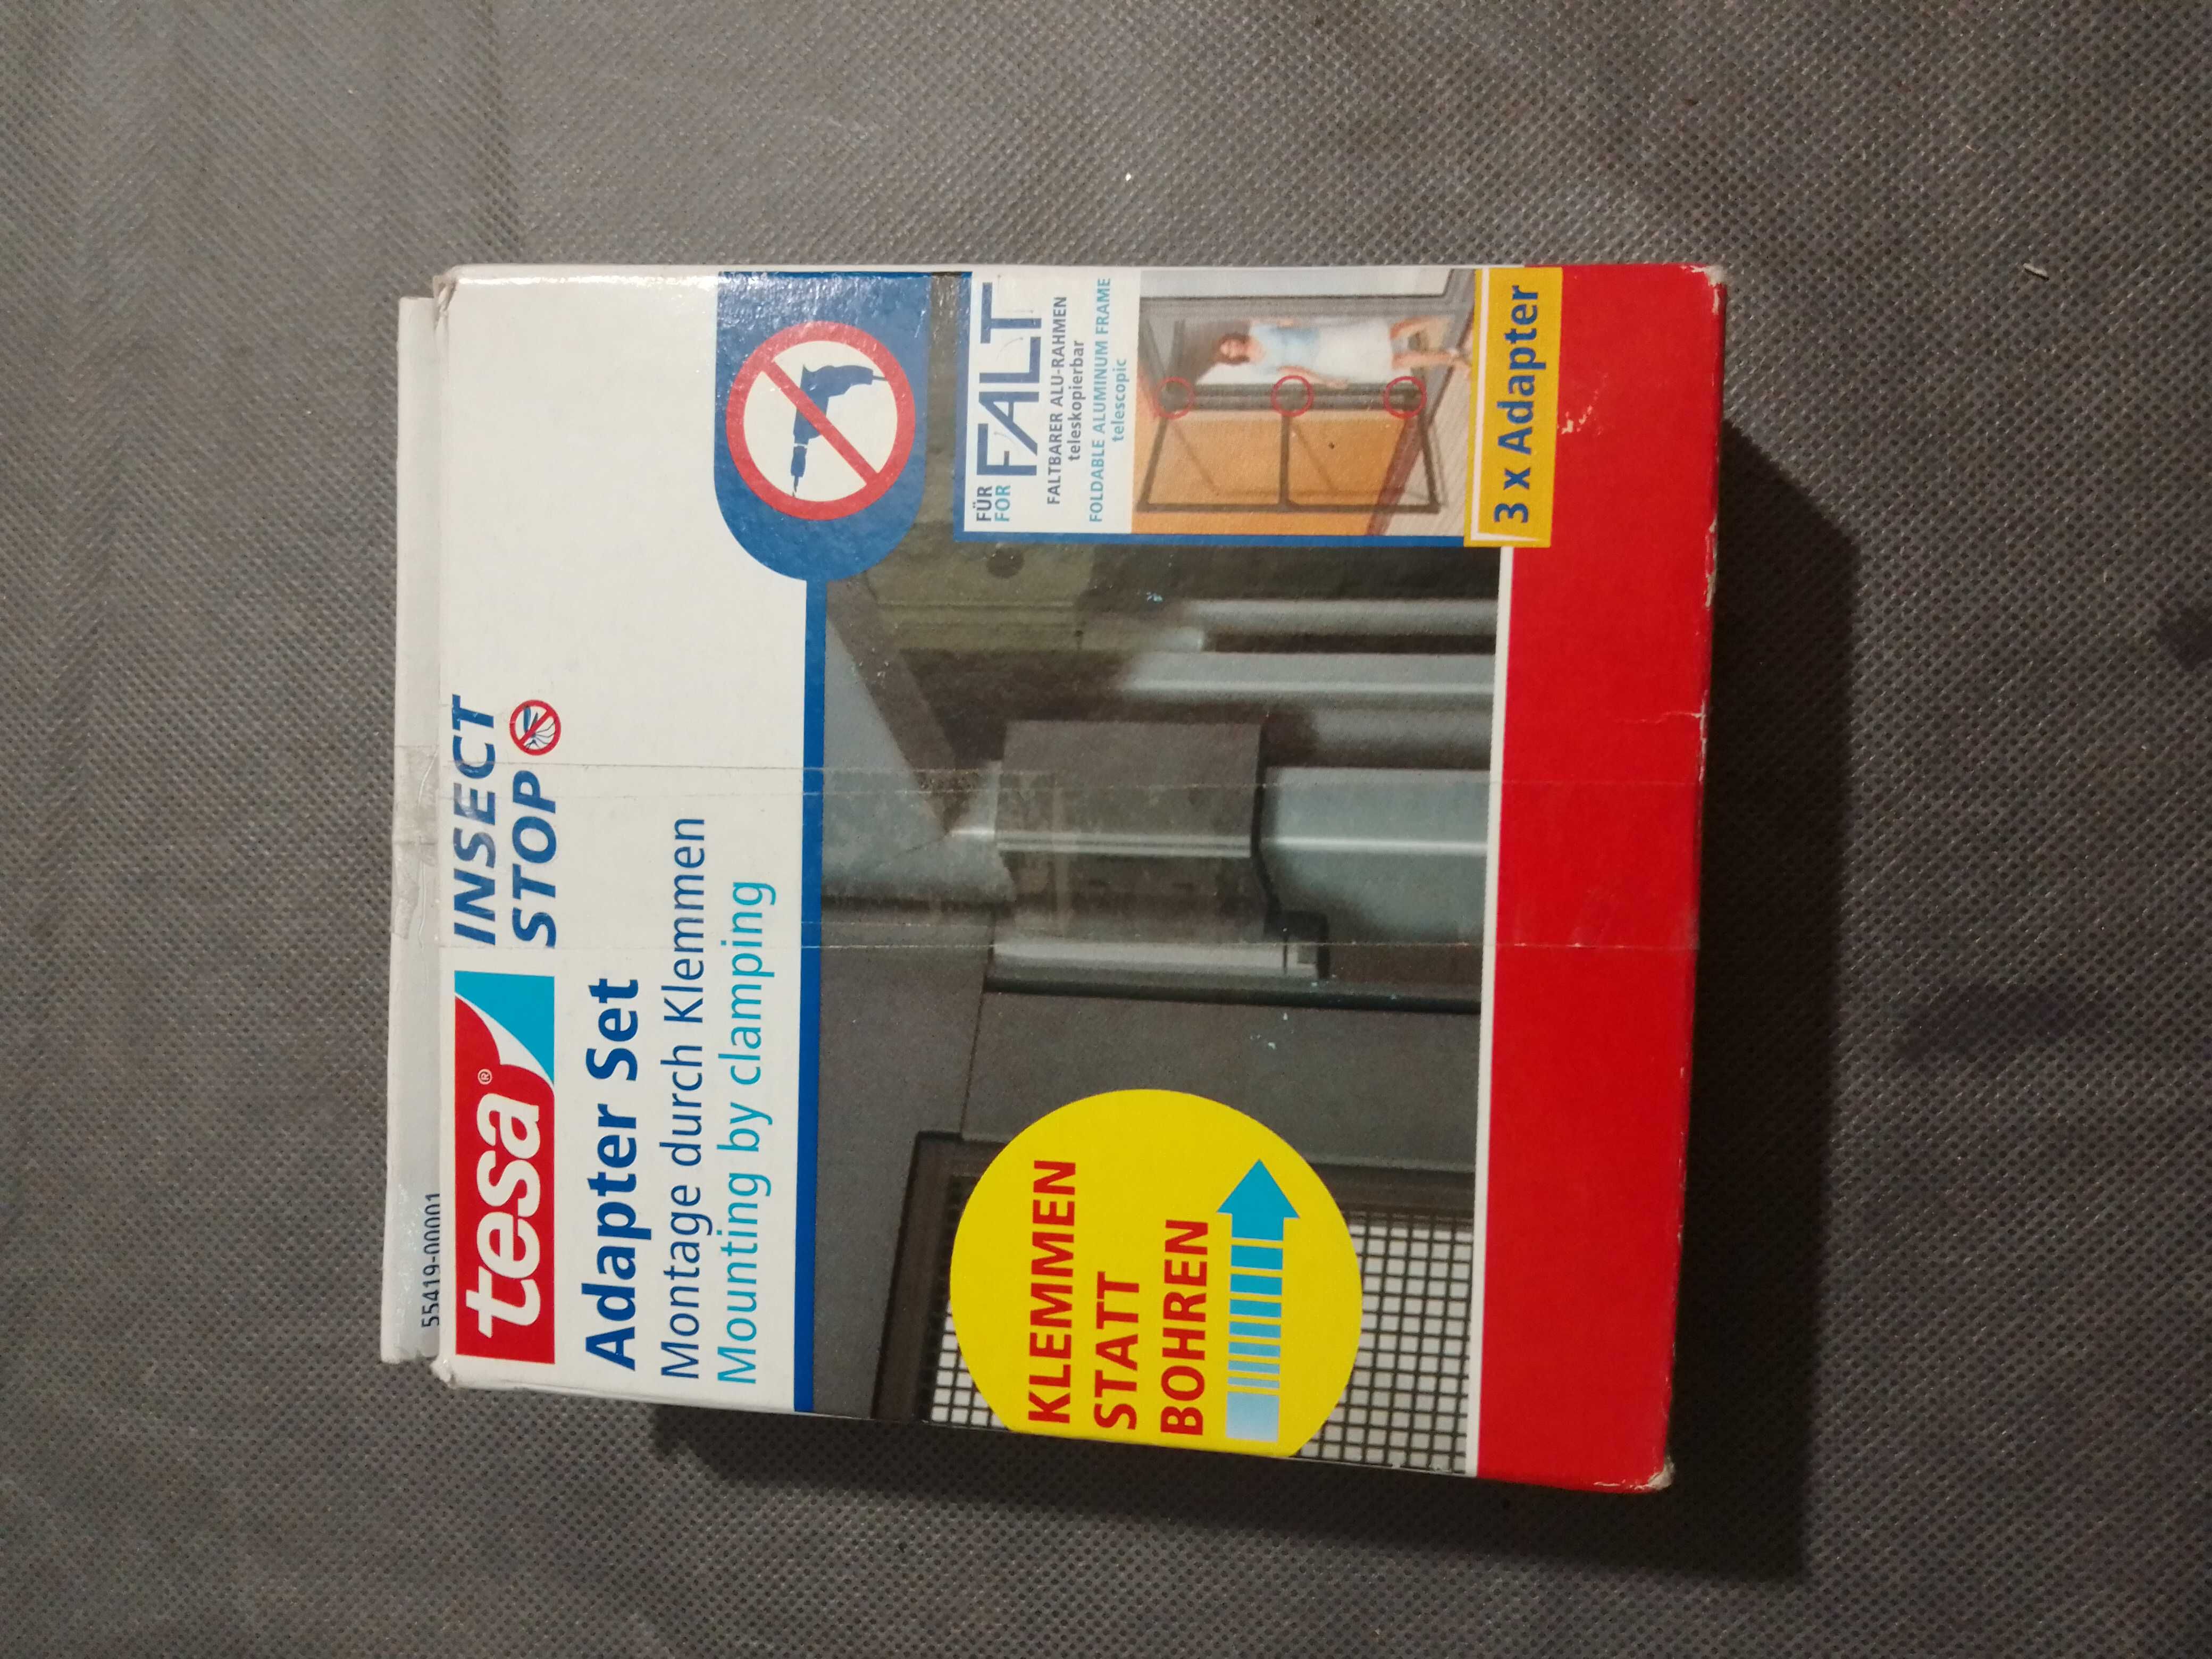 55419-00001
tesa®
INSECT
STOP
Adapter Set
Montage durch Klemmen
Mounting by clamping
FÜR
FOR
FALT
FALTBARER ALU-RAHMEN
teleskopierbar
FOLDABLE ALUMINUM FRAME
telescopic
KLEMMEN
STATT
BOHREN
3 x Adapter